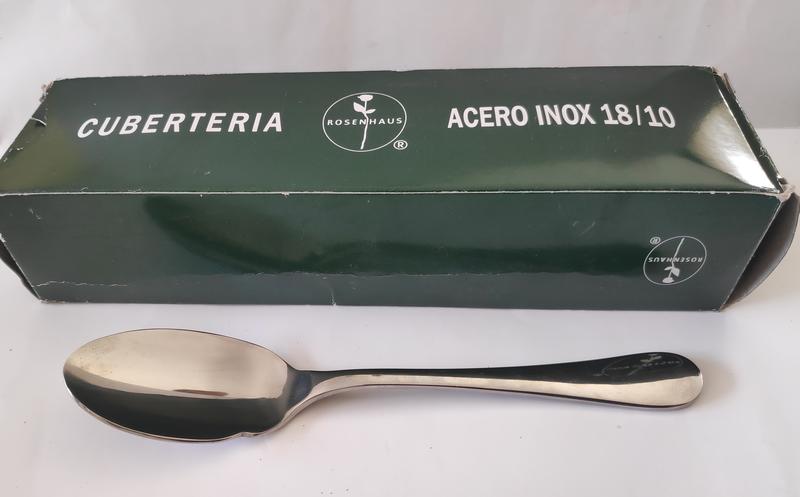 CUBERTERIA
ROSENHAUS
®
ACERO INOX 18/10
®
ROSENHAUS